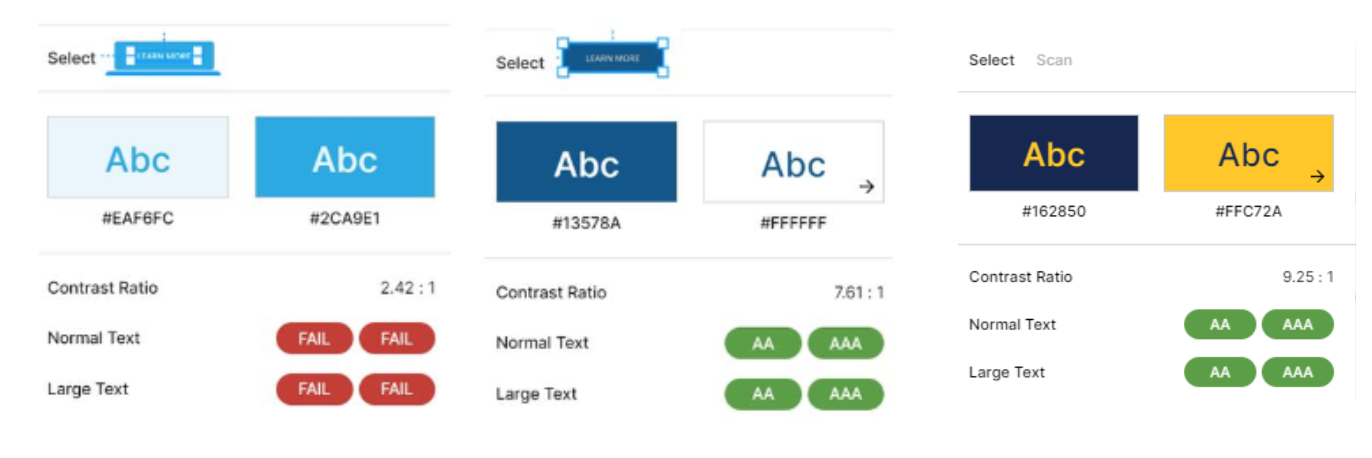 Select LEARN MORE
Abc Abc
#EAF6FC #2CA9E1
Contrast Ratio 2.42 : 1
Normal Text FAIL FAIL
Large Text FAIL FAIL
Select LEARN MORE
Abc Abc →
#13578A #FFFFFF
Contrast Ratio 7.61 : 1
Normal Text AA AAA
Large Text AA AAA
Select Scan
Abc Abc →
#162850 #FFC72A
Contrast Ratio 9.25 : 1
Normal Text AA AAA
Large Text AA AAA